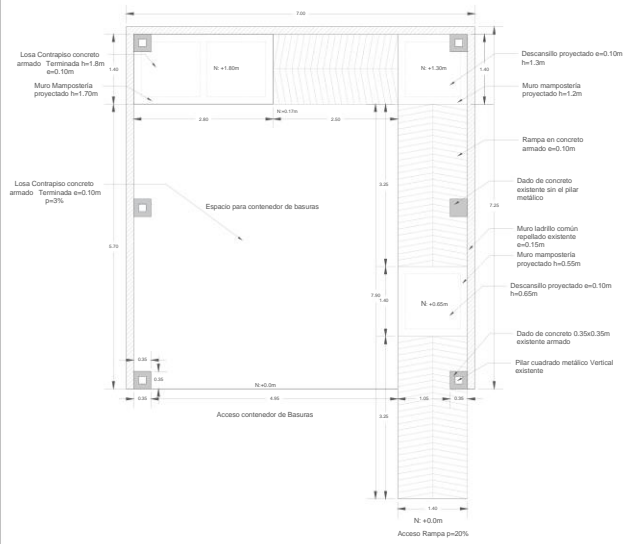 7.00
Losa Contrapiso concreto
armado Terminada h=1.8m
e=0.10m
1.40
Muro Mampostería
proyectado h=1.70m
N: +1.80m
N: +1.30m
1.40
Descansillo proyectado e=0.10m
h=1.3m
Muro mampostería
proyectado h=1.2m
N:+0.17m
2.80
2.50
Rampa en concreto
armado e=0.10m
3.25
Losa Contrapiso concreto
armado Terminada e=0.10m
p=3%
Dado de concreto
existente sin el pilar
metálico
Espacio para contenedor de basuras
7.25
Muro ladrillo común
repellado existente
e=0.15m
5.70
Muro mampostería
proyectado h=0.55m
7.90
1.40
N: +0.65m
Descansillo proyectado e=0.10m
h=0.65m
Dado de concreto 0.35x0.35m
existente armado
0.35
0.35
Pilar cuadrado metálico Vertical
existente
N:+0.0m
0.35
4.95
1.05
0.35
Acceso contenedor de Basuras
3.25
1.40
N: +0.0m
Acceso Rampa p=20%